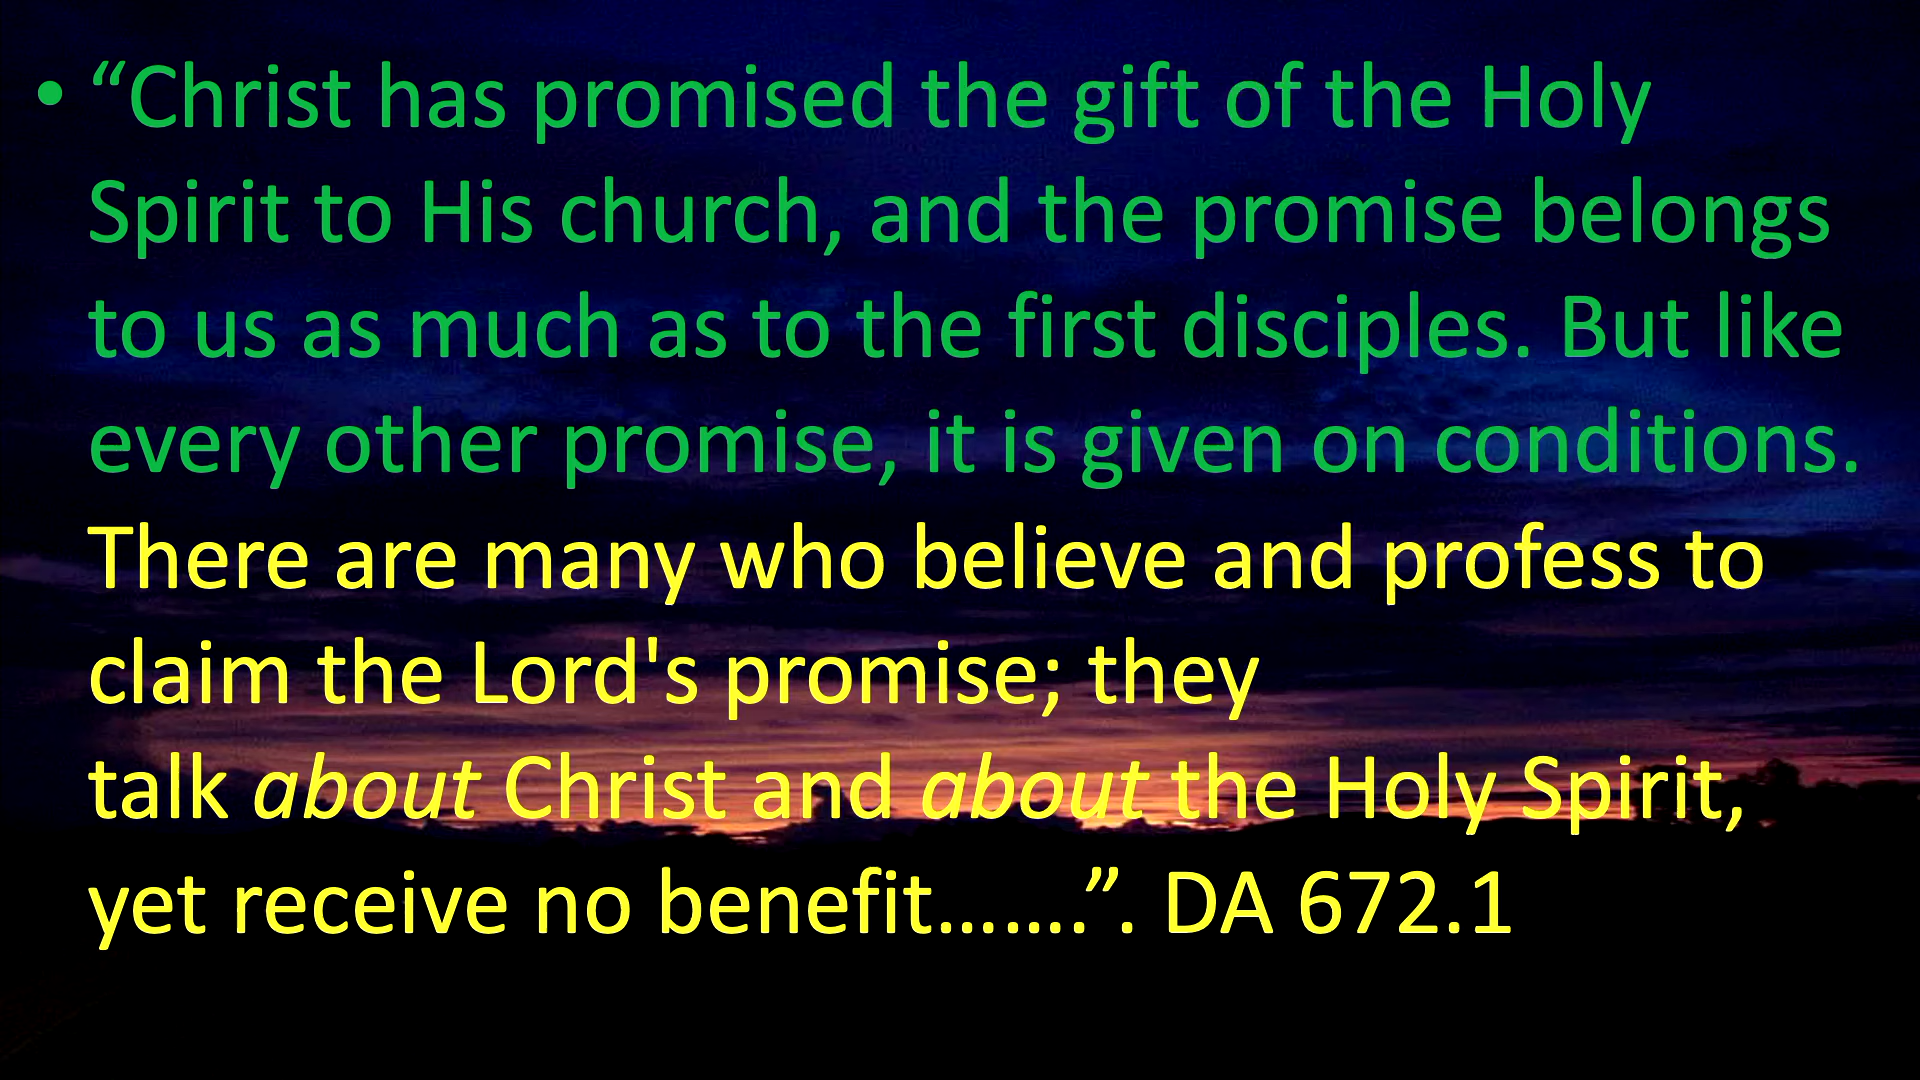 • “Christ has promised the gift of the Holy
Spirit to His church, and the promise belongs
to us as much as to the first disciples. But like
every other promise, it is given on conditions.
There are many who believe and profess to
claim the Lord's promise; they
talk about Christ and about the Holy Spirit,
yet receive no benefit…….”. DA 672.1